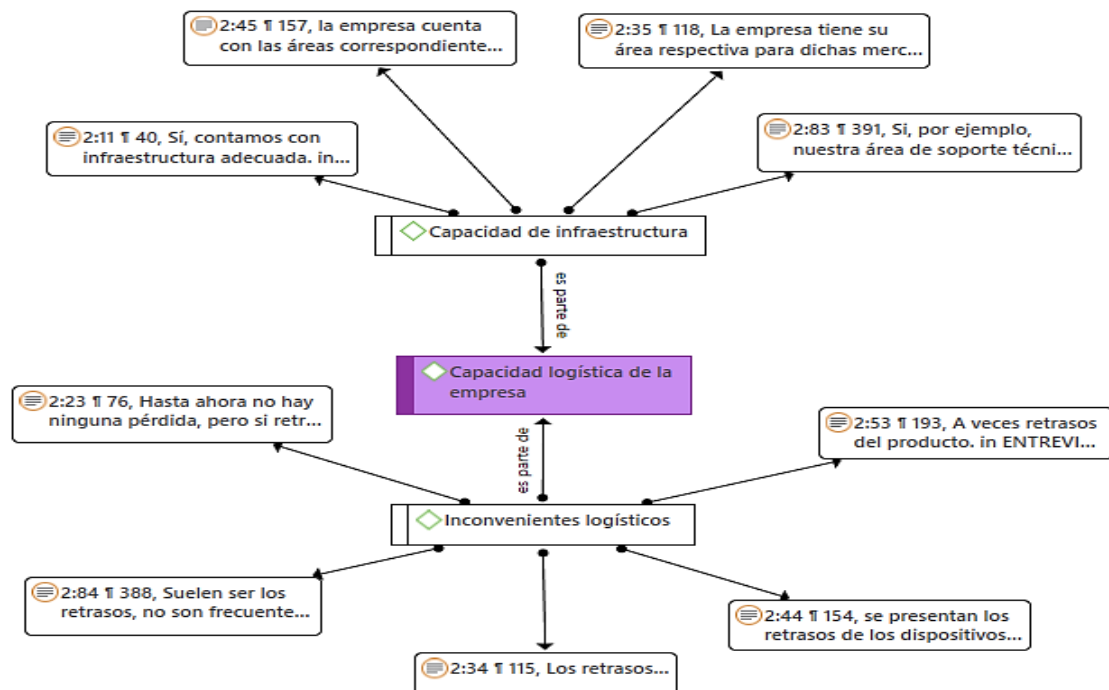 2:45 ¶ 157, la empresa cuenta
con las áreas correspondiente...
2:35 ¶ 118, La empresa tiene su
área respectiva para dichas merc...
2:11 ¶ 40, Sí, contamos con
infraestructura adecuada. in...
2:83 ¶ 391, Si, por ejemplo,
nuestra área de soporte técni...
Capacidad de infraestructura
es parte de
Capacidad logística de la
empresa
2:23 ¶ 76, Hasta ahora no hay
ninguna pérdida, pero si retr...
2:53 ¶ 193, A veces retrasos
del producto. in ENTREVI...
es parte de
Inconvenientes logísticos
2:84 ¶ 388, Suelen ser los
retrasos, no son frecuente...
2:44 ¶ 154, se presentan los
retrasos de los dispositivos...
2:34 ¶ 115, Los retrasos...